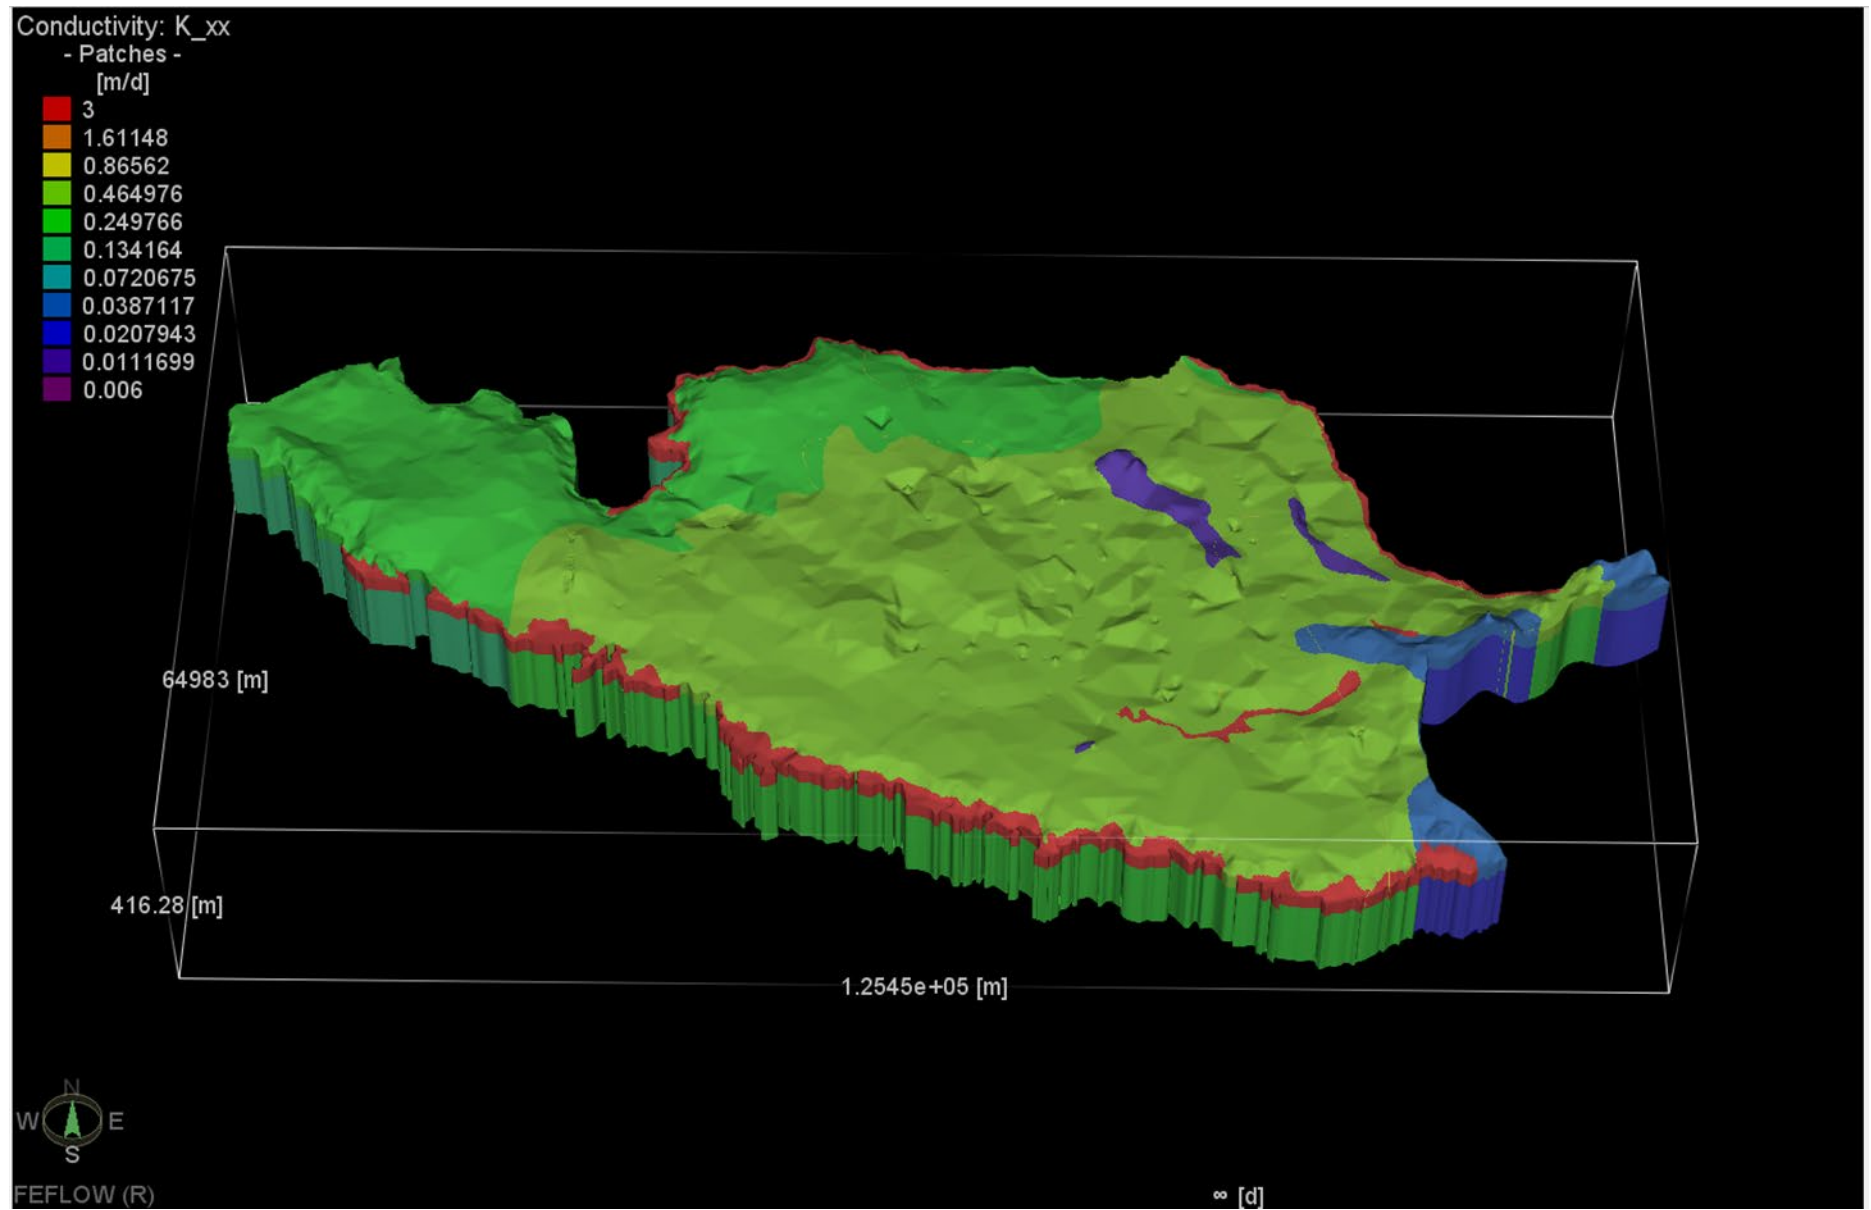 Conductivity: K_xx
- Patches -
[m/d]
3
1.61148
0.86562
0.464976
0.249766
0.134164
0.0720675
0.0387117
0.0207943
0.0111699
0.006
64983 [m]
416.28 [m]
1.2545e+05 [m]
N
W E
S
FEFLOW (R)
∞ [d]